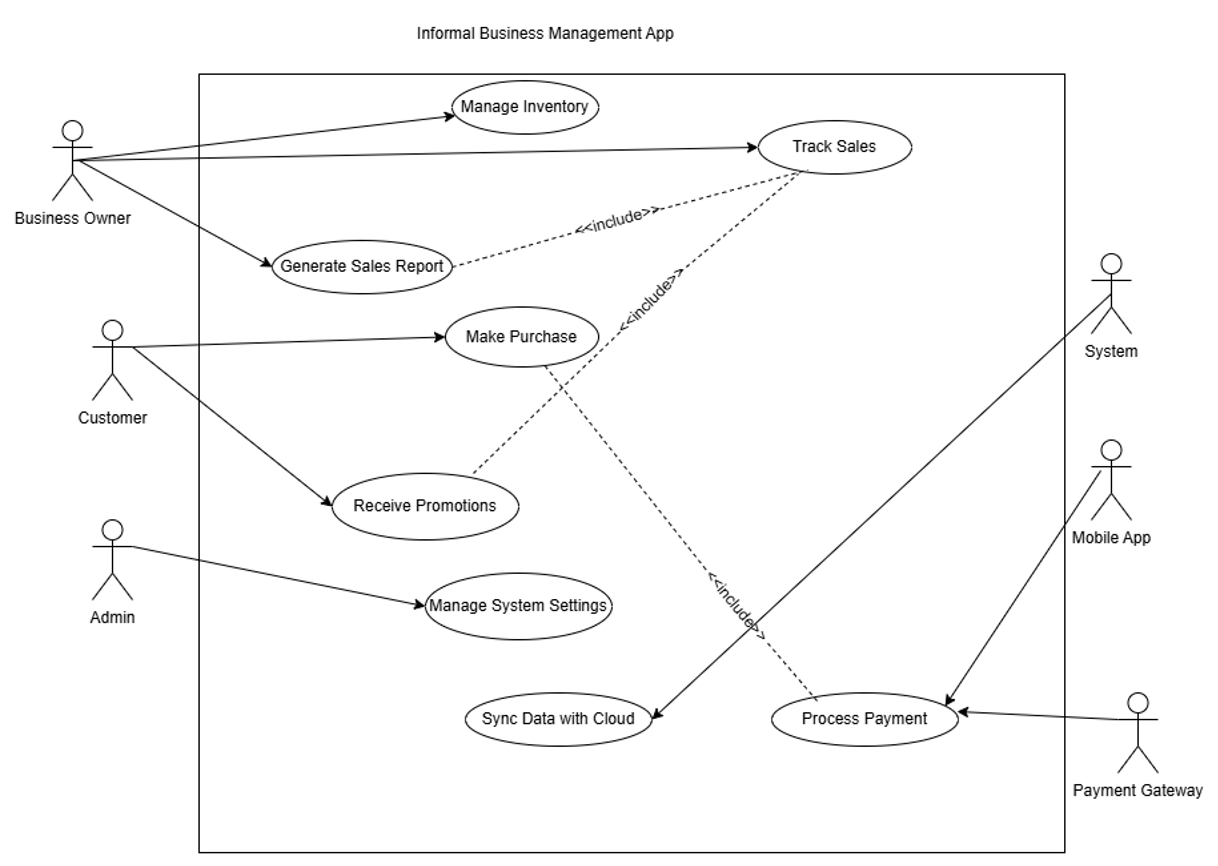 Informal Business Management App
Manage Inventory
Track Sales
Business Owner
<<include>>
Generate Sales Report
<<include>>
Make Purchase
System
Customer
Receive Promotions
Mobile App
Admin
Manage System Settings
<<include>>
Sync Data with Cloud
Process Payment
Payment Gateway